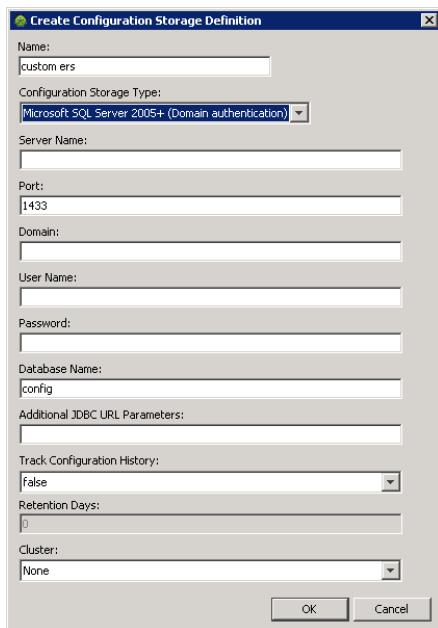 Create Configuration Storage Definition
Name:
custom ers
Configuration Storage Type:
Microsoft SQL Server 2005+ (Domain authentication)
Server Name:
Port:
1433
Domain:
User Name:
Password:
Database Name:
config
Additional JDBC URL Parameters:
Track Configuration History:
false
Retention Days:
0
Cluster:
None
OK Cancel